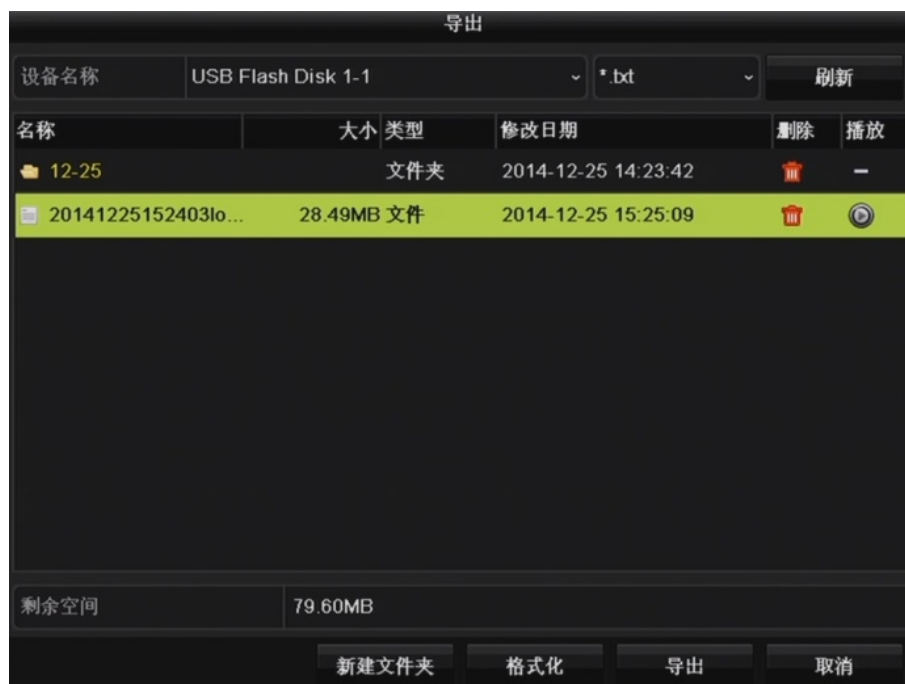 导出
设备名称 USB Flash Disk 1-1 *.txt 刷新
名称 大小 类型 修改日期 删除 播放
12-25 文件夹 2014-12-25 14:23:42 –
20141225152403lo... 28.49MB 文件 2014-12-25 15:25:09
剩余空间 79.60MB
新建文件夹 格式化 导出 取消